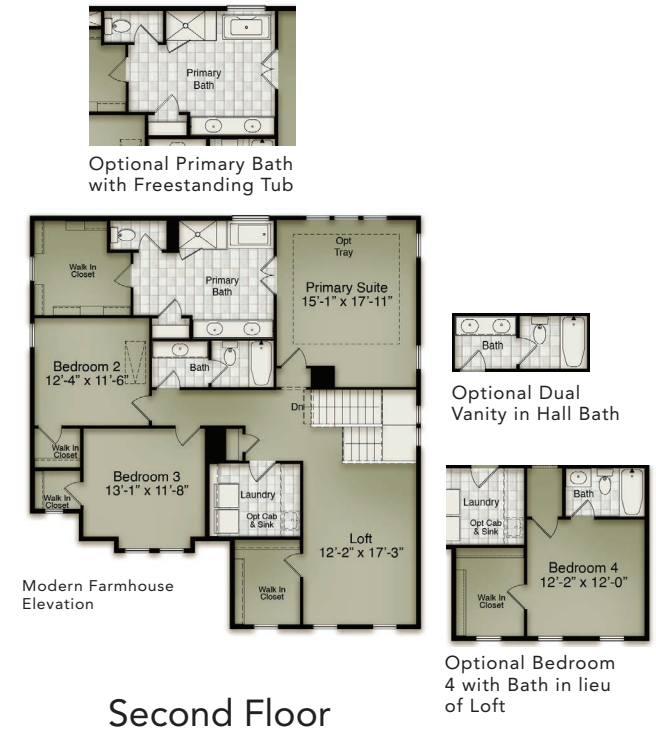 Primary
Bath
Optional Primary Bath
with Freestanding Tub
Walk In
Closet
Primary
Bath
Opt
Tray
Primary Suite
15'-1" x 17'-11"
Bedroom 2
12'-4" x 11'-6"
Bath
Dn
Walk In
Closet
Walk In
Closet
Bedroom 3
13'-1" x 11'-8"
Laundry
Opt Cab
& Sink
Loft
12'-2" x 17'-3"
Walk In
Closet
Modern Farmhouse
Elevation
Bath
Optional Dual
Vanity in Hall Bath
Laundry
Opt Cab
& Sink
Bath
Bedroom 4
12'-2" x 12'-0"
Walk In
Closet
Optional Bedroom
4 with Bath in lieu
of Loft
Second Floor